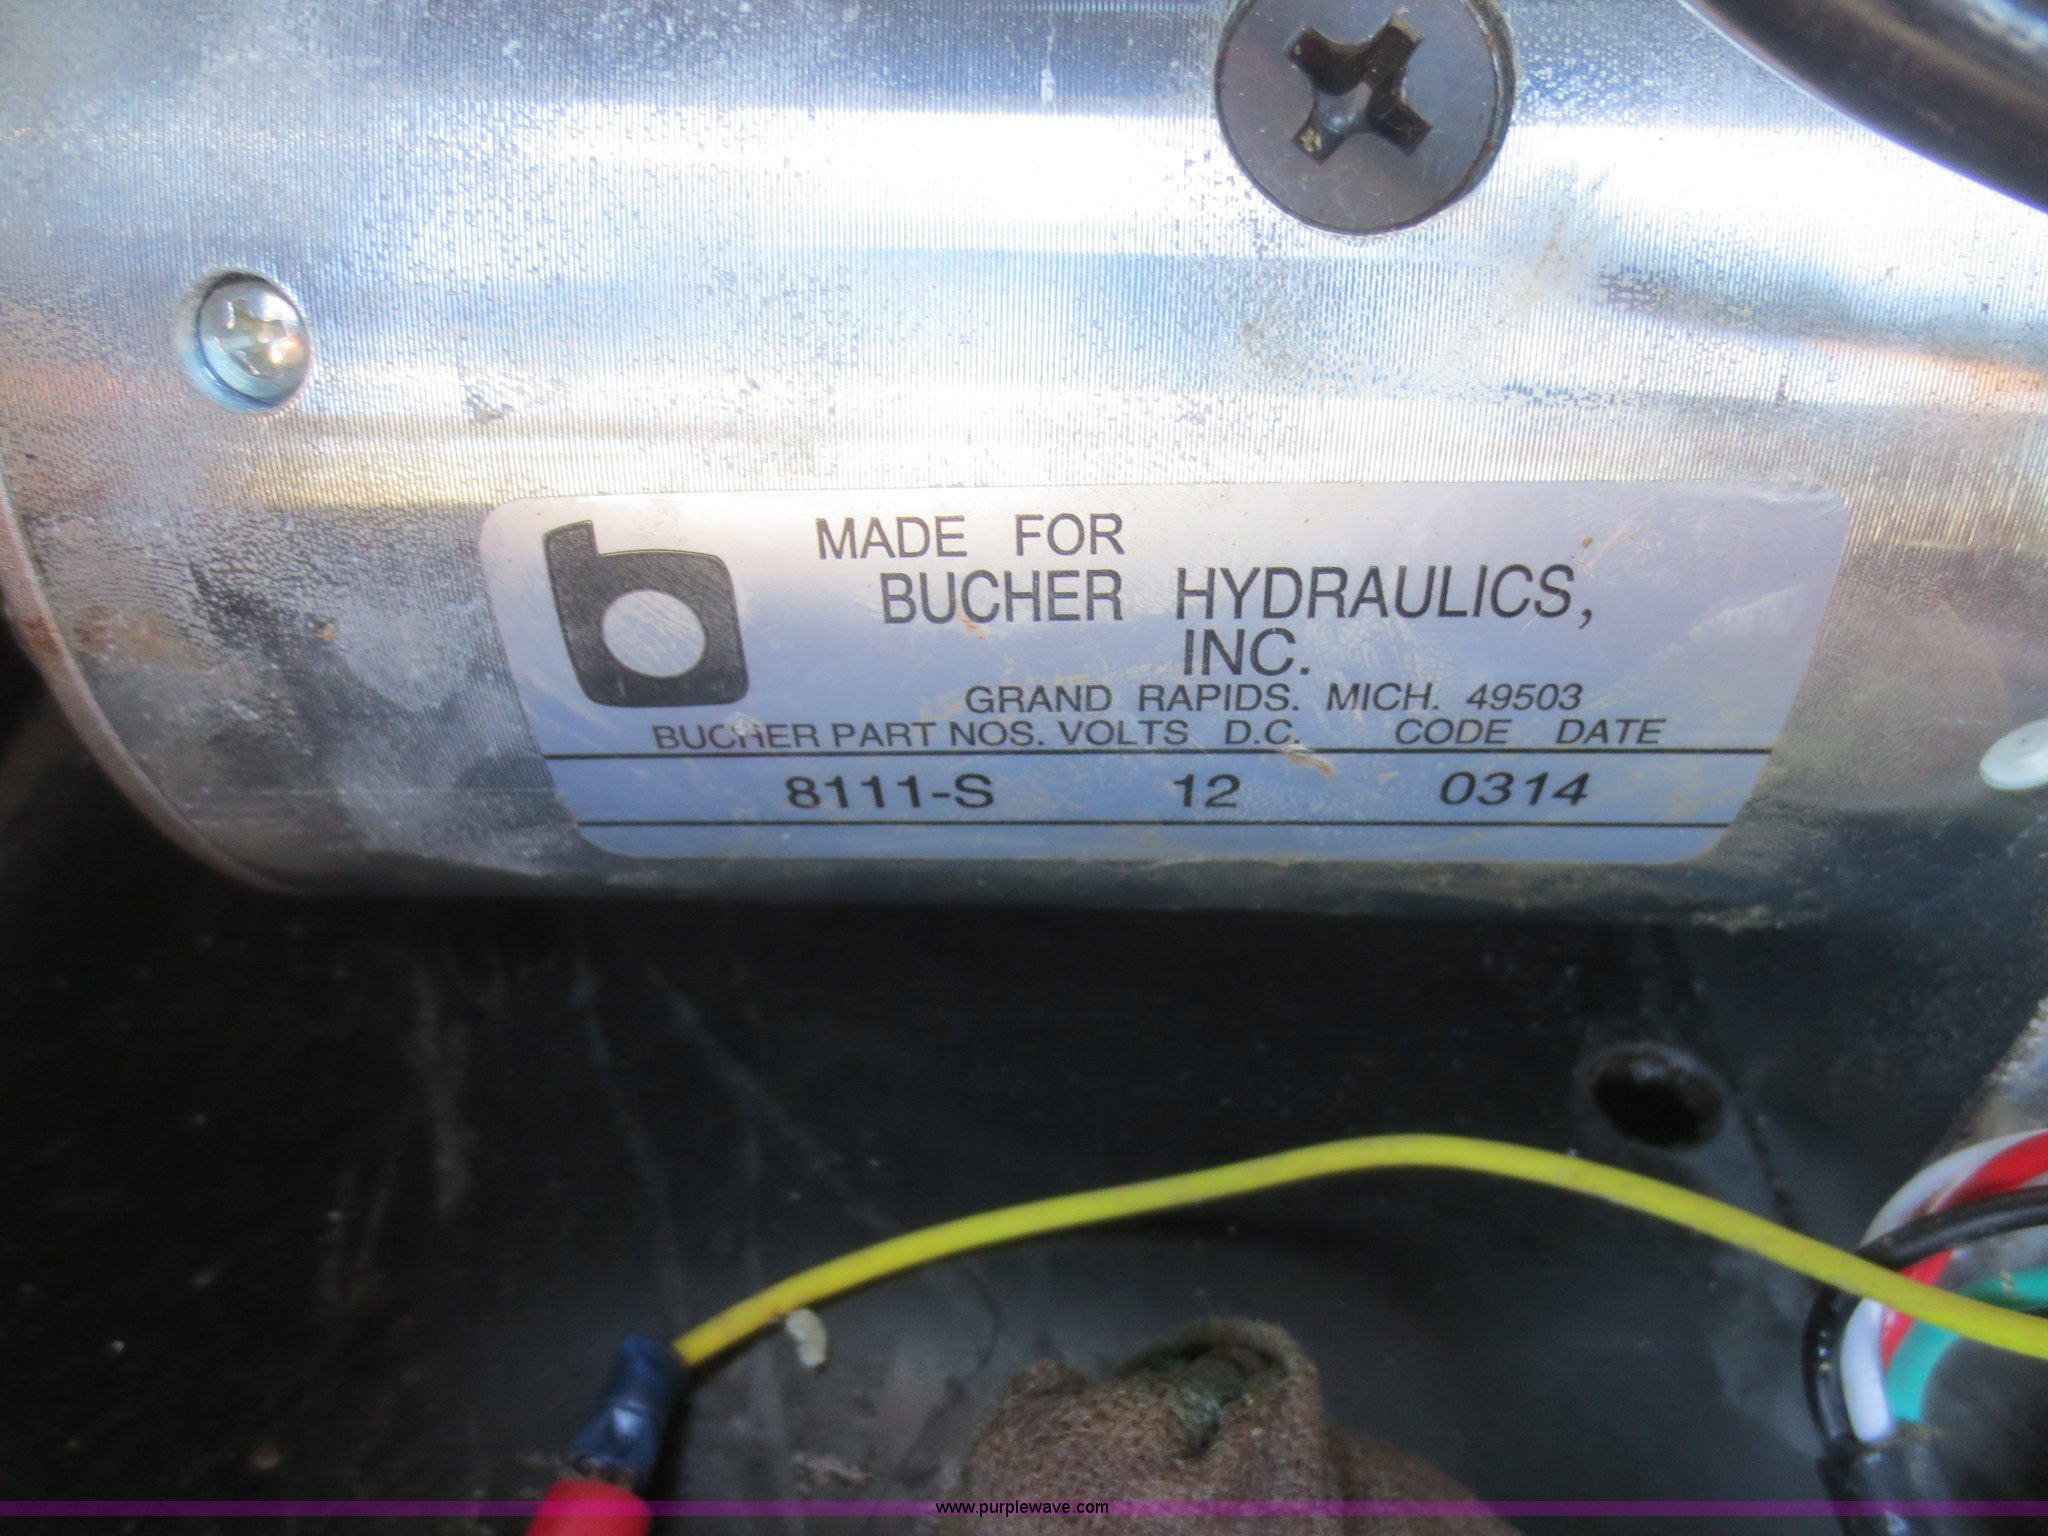 MADE FOR
BUCHER HYDRAULICS,
INC.
GRAND RAPIDS. MICH. 49503
BUCHER PART NOS. VOLTS D.C. CODE DATE
8111-S 12 0314
www.purplewave.com